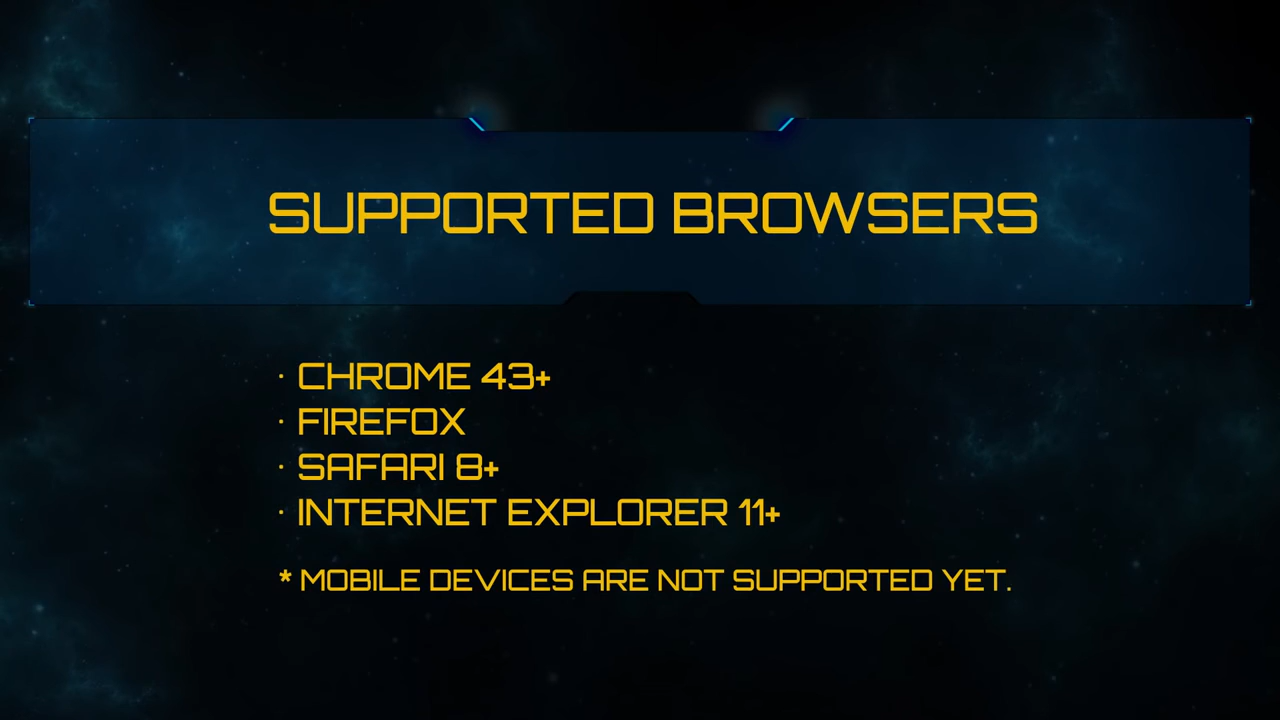 SUPPORTED BROWSERS
· CHROME 43+
· FIREFOX
· SAFARI 8+
· INTERNET EXPLORER 11+
* MOBILE DEVICES ARE NOT SUPPORTED YET.